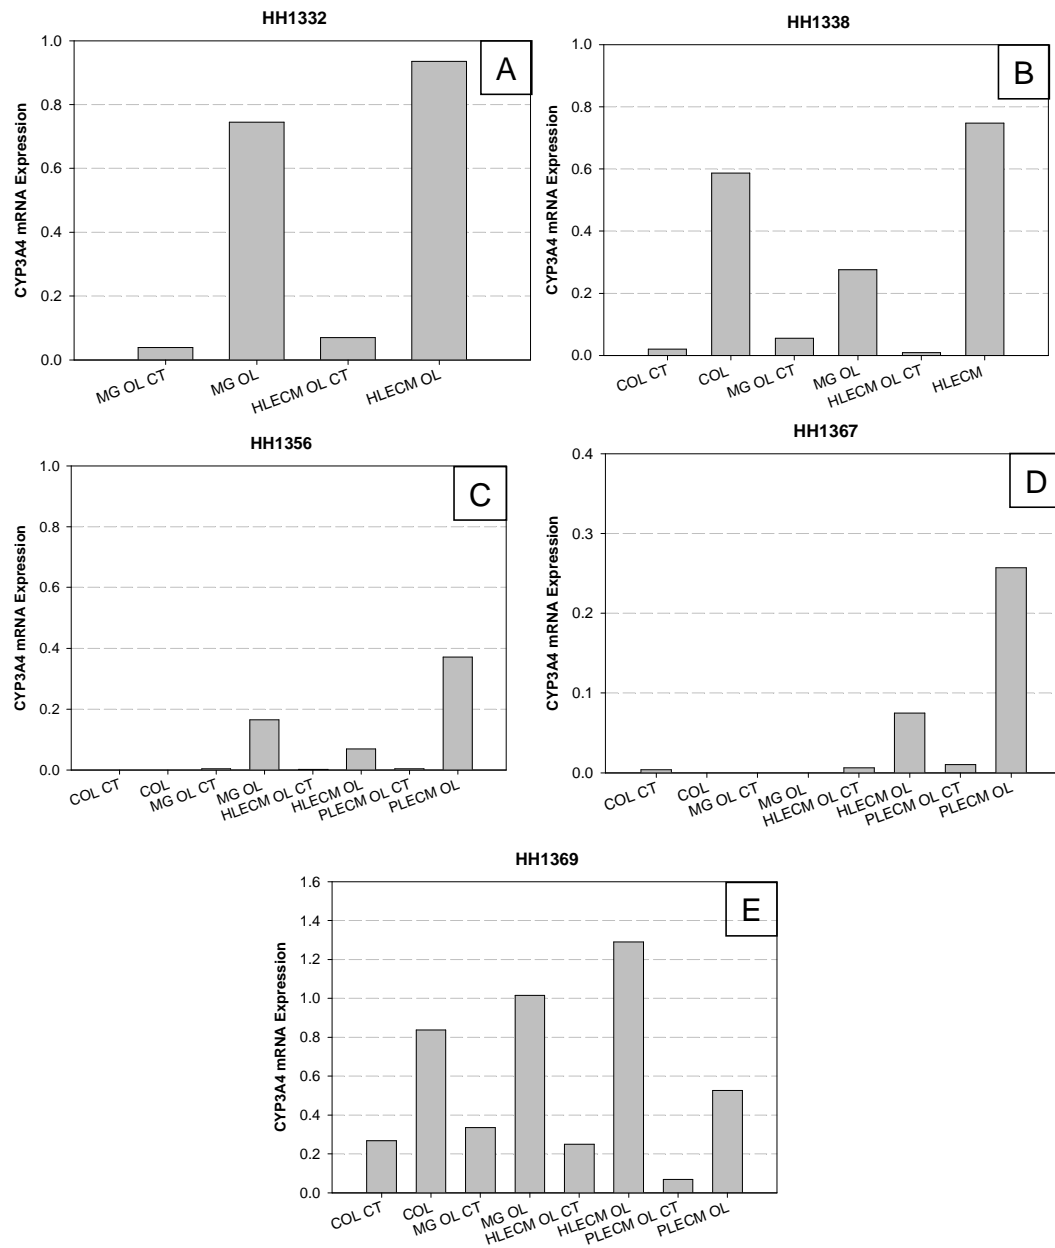 HH1332
A
CYP3A4 mRNA Expression
1.0
0.8
0.6
0.4
0.2
0.0
MG OL CT
MG OL
HLECM OL CT
HLECM OL
HH1338
B
CYP3A4 mRNA Expression
1.0
0.8
0.6
0.4
0.2
0.0
COL CT
COL
MG OL CT
MG OL
HLECM OL CT
HLECM
HH1356
C
CYP3A4 mRNA Expression
1.0
0.8
0.6
0.4
0.2
0.0
COL CT
COL
MG OL CT
MG OL
HLECM OL CT
HLECM OL
PLECM OL CT
PLECM OL
HH1367
D
CYP3A4 mRNA Expression
0.4
0.3
0.2
0.1
0.0
COL CT
COL
MG OL CT
MG OL
HLECM OL CT
HLECM OL
PLECM OL CT
PLECM OL
HH1369
E
CYP3A4 mRNA Expression
1.6
1.4
1.2
1.0
0.8
0.6
0.4
0.2
0.0
COL CT
COL
MG OL CT
MG OL
HLECM OL CT
HLECM OL
PLECM OL CT
PLECM OL